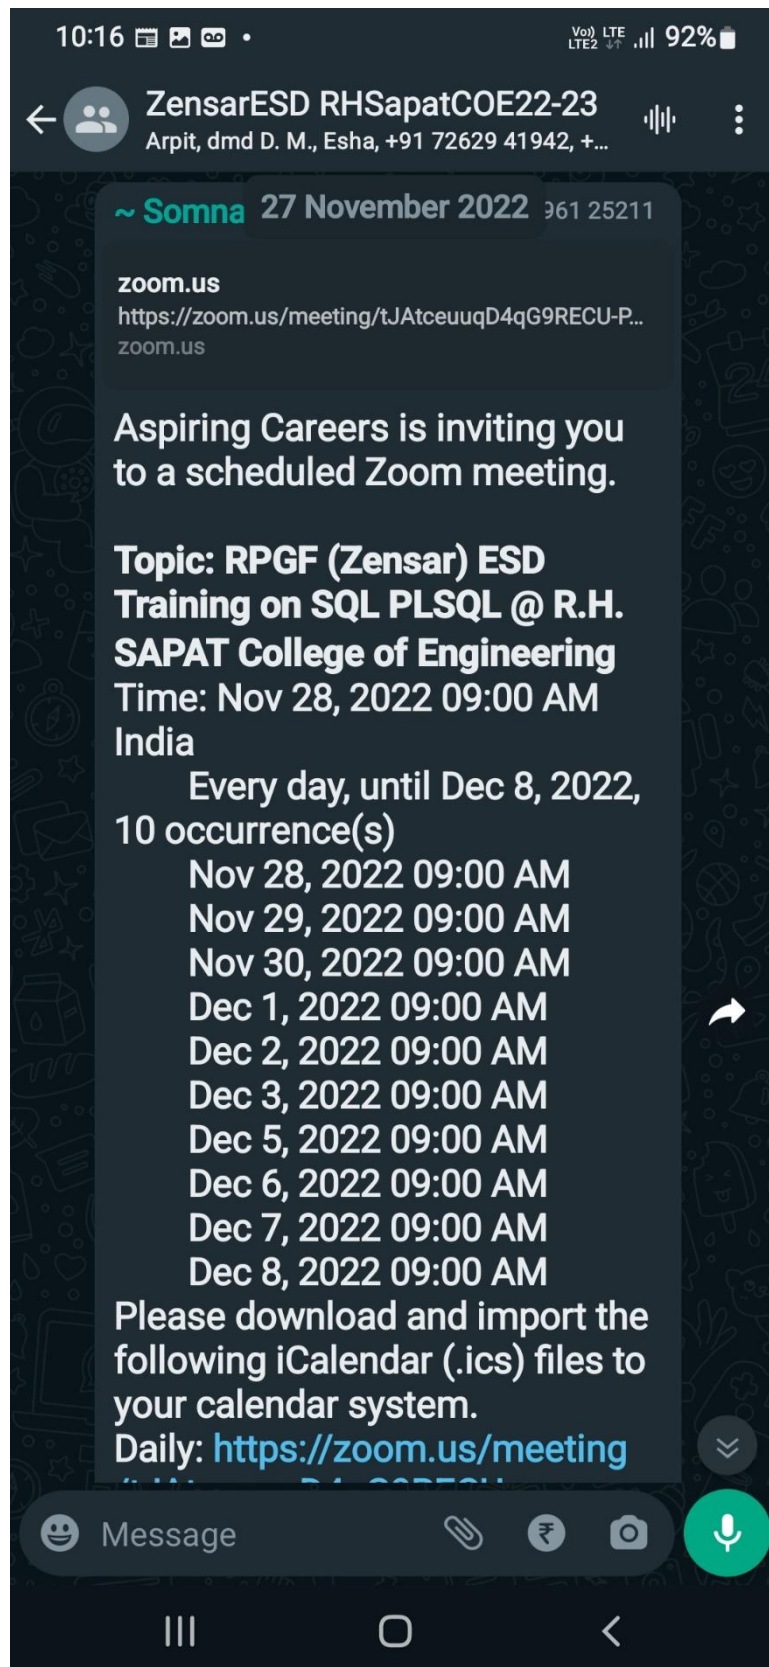 10:16
Vo)) LTE
LTE2
92%
ZensarESD RHSapatCOE22-23
Arpit, dmd D. M., Esha, +91 72629 41942, +...
~ Somna 27 November 2022 961 25211
zoom.us
https://zoom.us/meeting/tJAtceuuqD4qG9RECU-P...
zoom.us
Aspiring Careers is inviting you
to a scheduled Zoom meeting.
Topic: RPGF (Zensar) ESD
Training on SQL PLSQL @ R.H.
SAPAT College of Engineering
Time: Nov 28, 2022 09:00 AM
India
Every day, until Dec 8, 2022,
10 occurrence(s)
Nov 28, 2022 09:00 AM
Nov 29, 2022 09:00 AM
Nov 30, 2022 09:00 AM
Dec 1, 2022 09:00 AM
Dec 2, 2022 09:00 AM
Dec 3, 2022 09:00 AM
Dec 5, 2022 09:00 AM
Dec 6, 2022 09:00 AM
Dec 7, 2022 09:00 AM
Dec 8, 2022 09:00 AM
Please download and import the
following iCalendar (.ics) files to
your calendar system.
Daily: https://zoom.us/meeting
Message